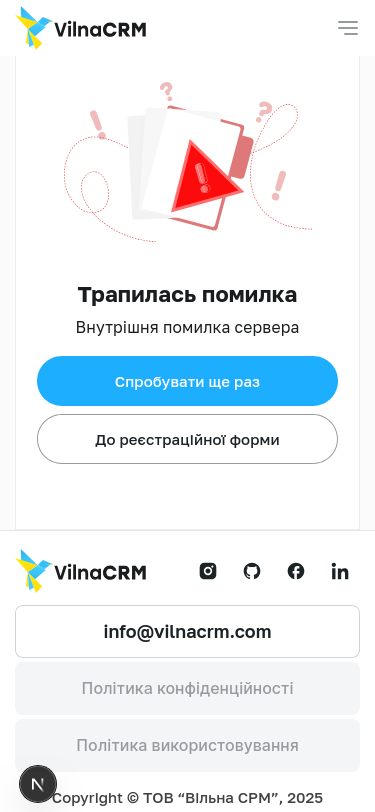 VilnaCRM
Трапилась помилка
Внутрішня помилка сервера
Спробувати ще раз
До реєстраційної форми
VilnaCRM
info@vilnacrm.com
Політика конфіденційності
Політика використовування
N
Copyright © ТОВ “Вільна СРМ”, 2025